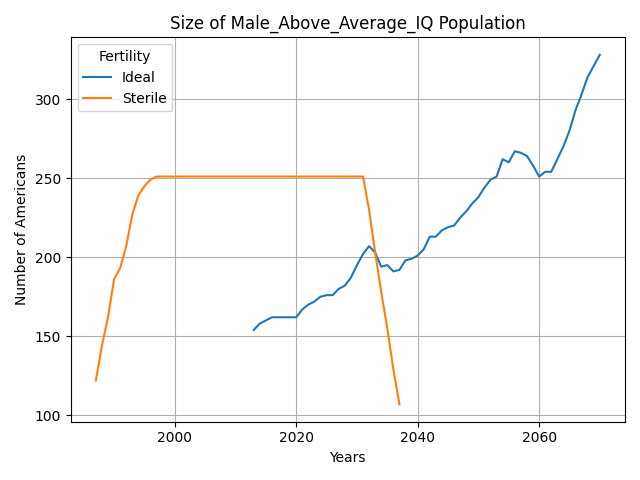 Size of Male_Above_Average_IQ Population
Fertility
Ideal
Sterile
Number of Americans
300
250
200
150
100
2000
2020
2040
2060
Years